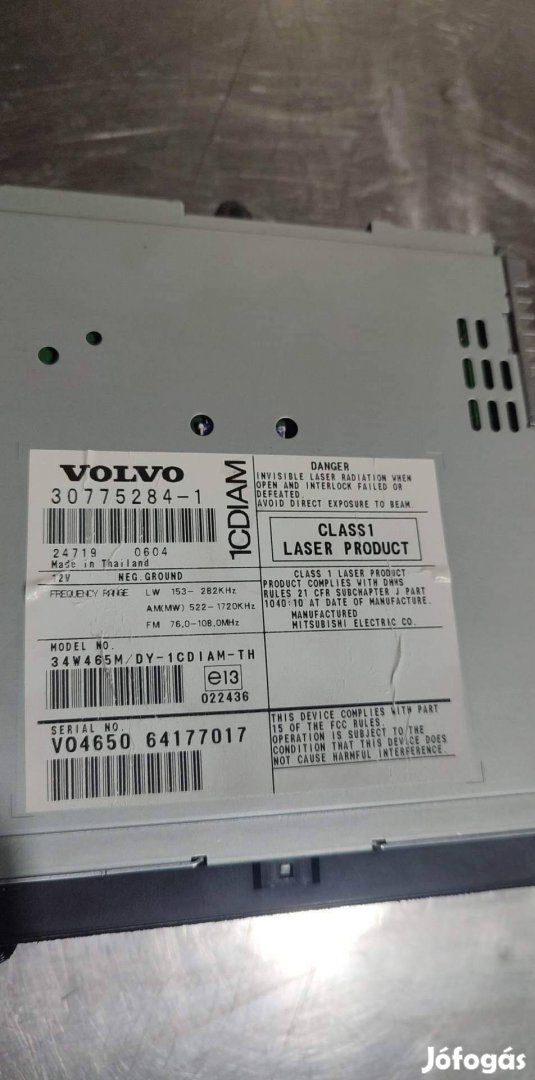 VOLVO
30775284-1
24719 0604
Made in Thailand
1CDIAM
12V NEG.GROUND
FREQUENCY RANGE LW 153- 282KHz
AM(MW) 522-1720KHz
FM 76.0-108.0MHz
MODEL NO.
34W465M/DY-1CDIAM-TH
e13
022436
SERIAL NO.
V04650 64177017
DANGER
INVISIBLE LASER RADIATION WHEN
OPEN AND INTERLOCK FAILED OR
DEFEATED.
AVOID DIRECT EXPOSURE TO BEAM.
CLASS1
LASER PRODUCT
CLASS 1 LASER PRODUCT
PRODUCT COMPLIES WITH DHHS
RULES 21 CFR SUBCHAPTER J PART
1040:10 AT DATE OF MANUFACTURE.
MANUFACTURED
MITSUBISHI ELECTRIC CO.
THIS DEVICE COMPLIES WITH PART
15 OF THE FCC RULES.
OPERATION IS SUBJECT TO THE
CONDITION THAT THIS DEVICE DOES
NOT CAUSE HARMFUL INTERFERENCE.
Jófogás